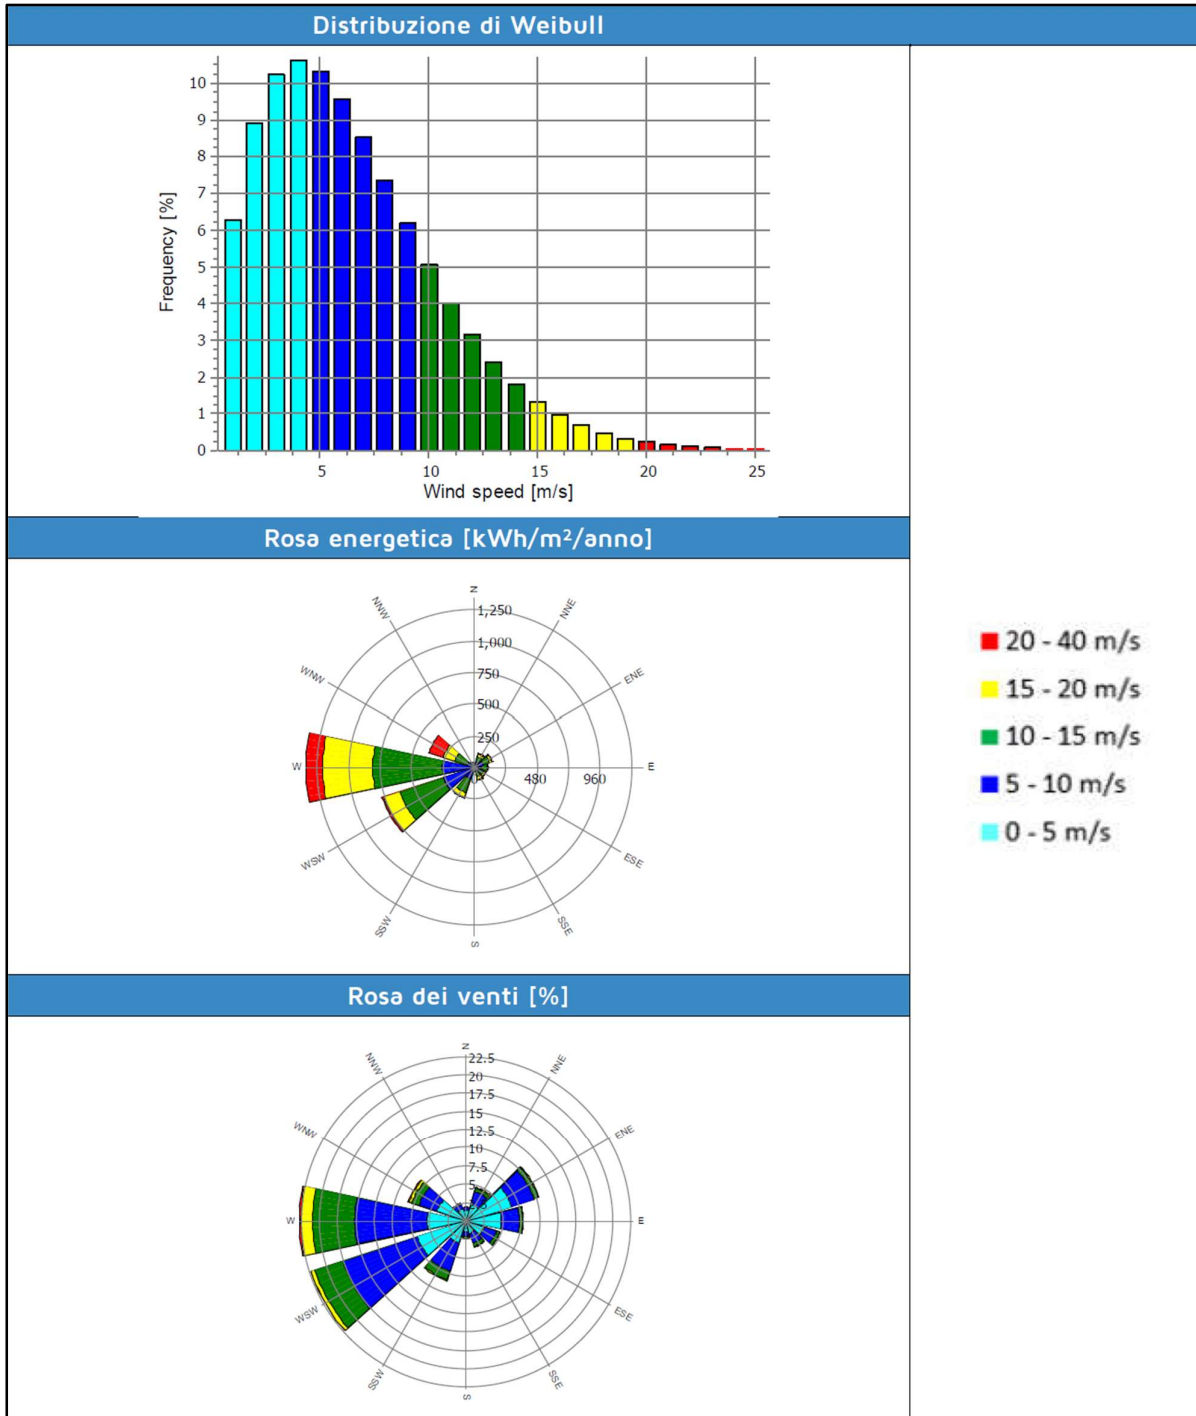 Distribuzione di Weibull
Frequency [%]
10
9
8
7
6
5
4
3
2
1
0
5 10 15 20 25
Wind speed [m/s]
Rosa energetica [kWh/m²/anno]
N
NNW NNE
1,250
1,000
WNW ENE
750
500
250
W 0 480 960 E
WSW ESE
SSW SSE
S
20 - 40 m/s
15 - 20 m/s
10 - 15 m/s
5 - 10 m/s
0 - 5 m/s
Rosa dei venti [%]
N
22.5
NNW NNE
20
17.5
15
WNW 12.5 ENE
10
7.5
5
W E
WSW ESE
SSW SSE
S